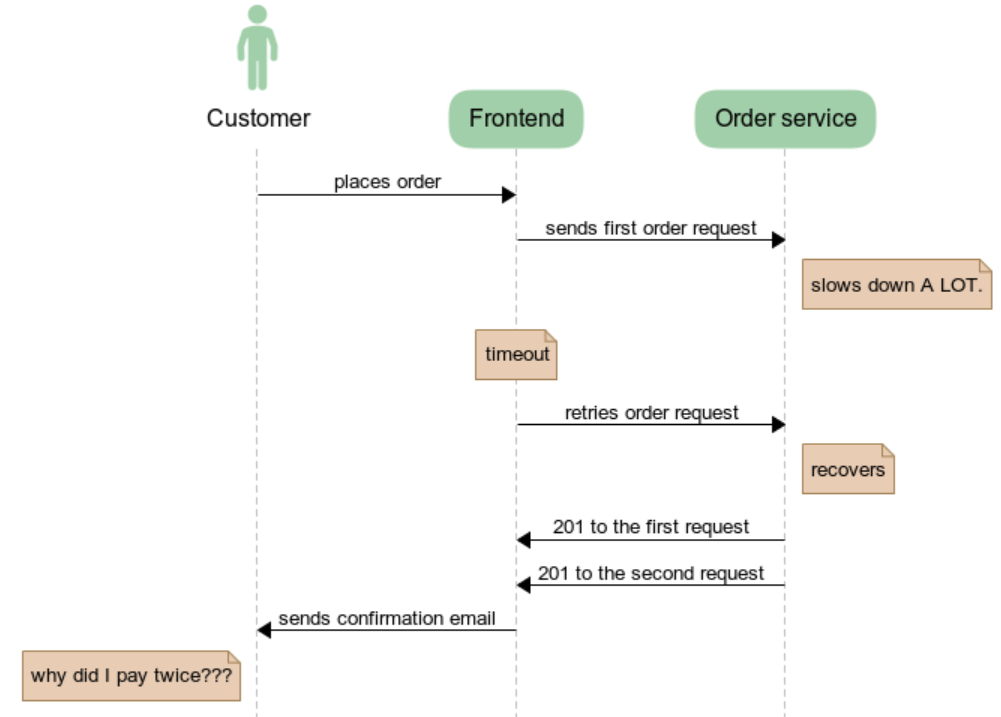 Customer
Frontend
Order service
places order
sends first order request
slows down A LOT.
timeout
retries order request
recovers
201 to the first request
201 to the second request
sends confirmation email
why did I pay twice???